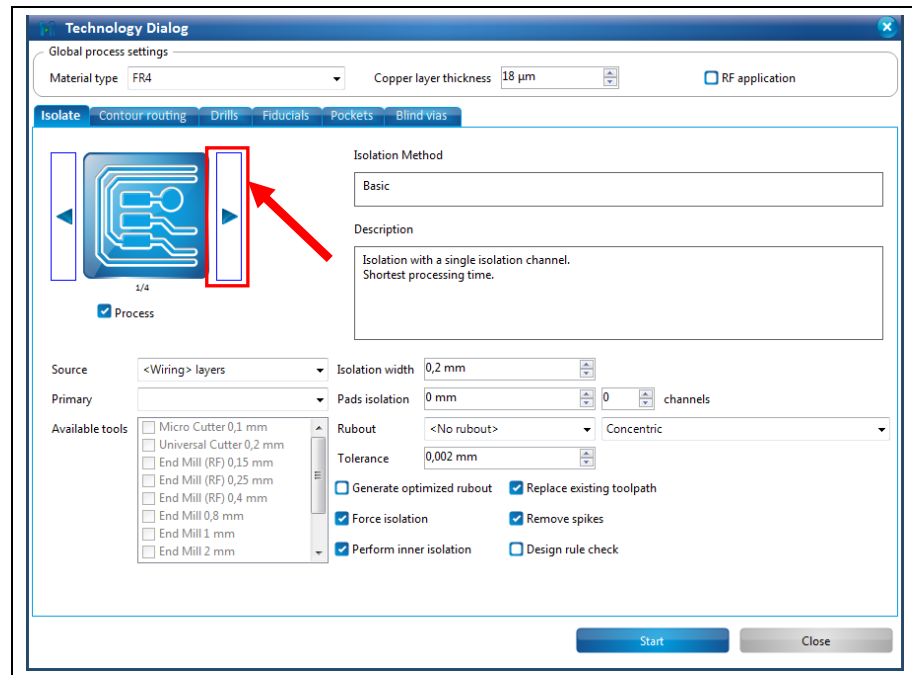 Technology Dialog
Global process settings
Material type FR4 Copper layer thickness 18 µm RF application
Isolate Contour routing Drills Fiducials Pockets Blind vias
Isolation Method
Basic
Description
Isolation with a single isolation channel.
Shortest processing time.
1/4
Process
Source <Wiring> layers Isolation width 0,2 mm
Primary Pads isolation 0 mm 0 channels
Available tools Micro Cutter 0,1 mm Rubout <No rubout> Concentric
Universal Cutter 0,2 mm
End Mill (RF) 0,15 mm Tolerance 0,002 mm
End Mill (RF) 0,25 mm
End Mill (RF) 0,4 mm Generate optimized rubout Replace existing toolpath
End Mill 0,8 mm Force isolation Remove spikes
End Mill 1 mm
End Mill 2 mm Perform inner isolation Design rule check
Start Close